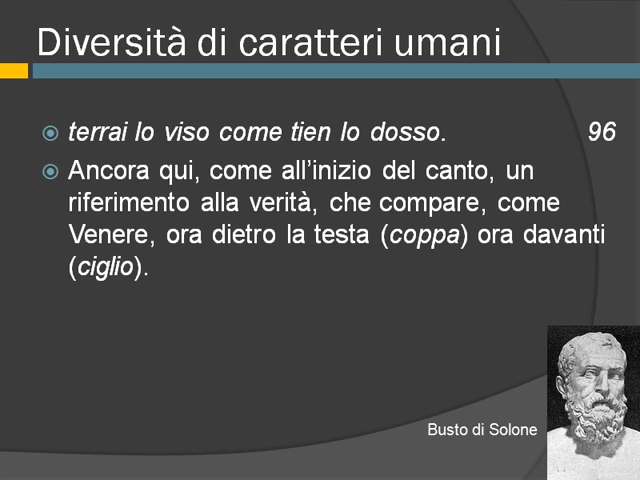 Diversità di caratteri umani
terrai lo viso come tien lo dosso. 96
Ancora qui, come all'inizio del canto, un
riferimento alla verità, che compare, come
Venere, ora dietro la testa (coppa) ora davanti
(ciglio).
Busto di Solone